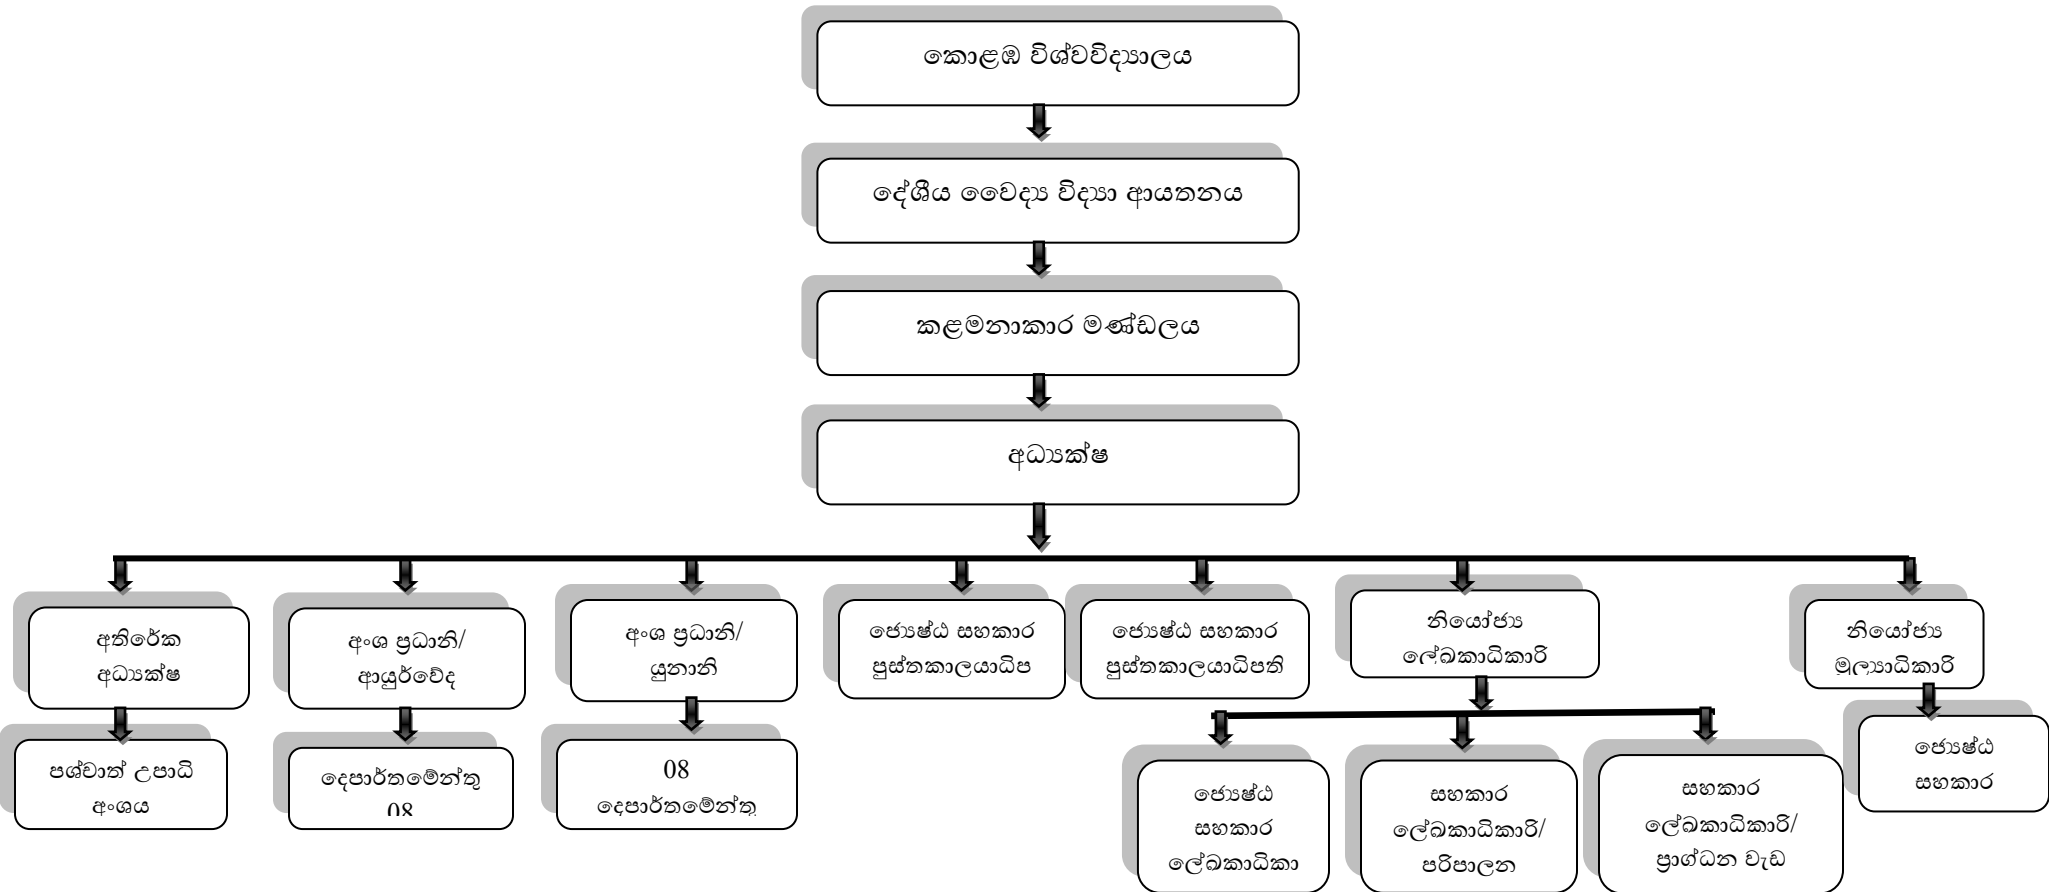 කොළඹ විශ්වවිද්‍යාලය
දේශීය වෛද්‍ය විද්‍යා ආයතනය
කළමනාකාර මණ්ඩලය
අධ්‍යක්ෂ
අතිරේක
අධ්‍යක්ෂ
අංශ ප්‍රධානි/
ආයුර්වේද
අංශ ප්‍රධානි/
යුනානි
ජ්‍යෙෂ්ඨ සහකාර
පුස්තකාලයාධිප
ජ්‍යෙෂ්ඨ සහකාර
පුස්තකාලයාධිපති
නියෝජ්‍ය
ලේඛකාධිකාරි
නියෝජ්‍ය
මූල්‍යාධිකාරි
පශ්චාත් උපාධි
අංශය
දෙපාර්තමේන්තු
08
08
දෙපාර්තමේන්තු
ජ්‍යෙෂ්ඨ
සහකාර
ලේඛකාධිකා
සහකාර
ලේඛකාධිකාරි/
පරිපාලන
සහකාර
ලේඛකාධිකාරි/
ප්‍රාග්ධන වැඩ
ජ්‍යෙෂ්ඨ
සහකාර